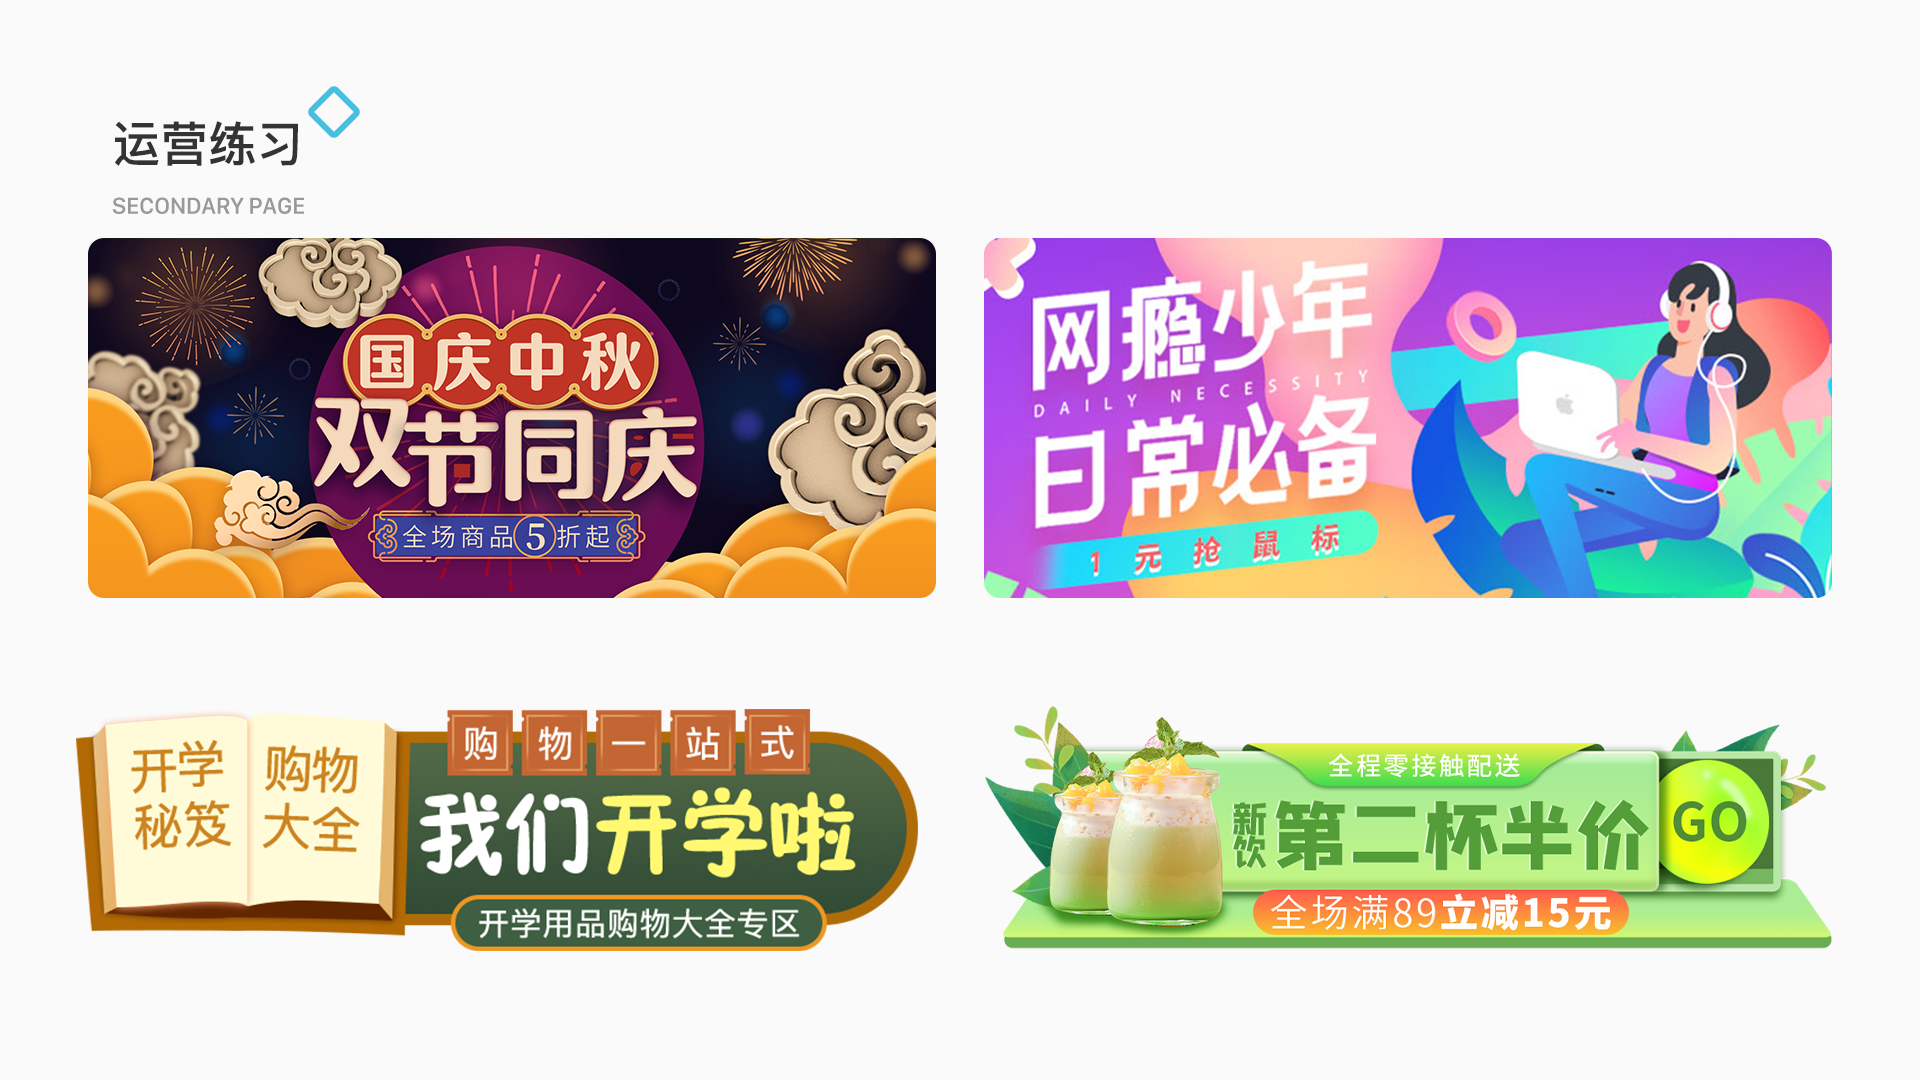 运营练习
SECONDARY PAGE
国庆中秋
双节同庆
全场商品5折起
网瘾少年
DAILY NECESSITY
日常必备
1元抢鼠标
开学
秘笈
购物
大全
购物一站式
我们开学啦
开学用品购物大全专区
全程零接触配送
新饮
第二杯半价
GO
全场满89立减15元